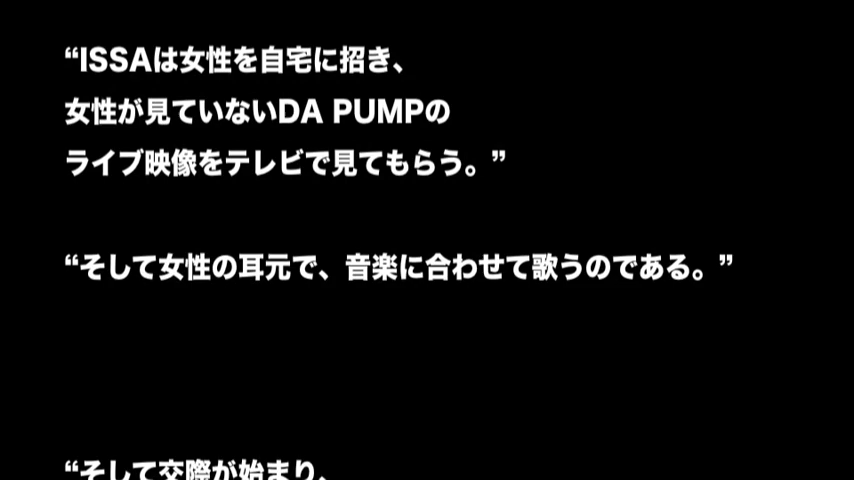 “ISSAは女性を自宅に招き、
女性が見ていないDA PUMPの
ライブ映像をテレビで見てもらう。”
“そして女性の耳元で、音楽に合わせて歌うのである。”
“そして交際が始まり、